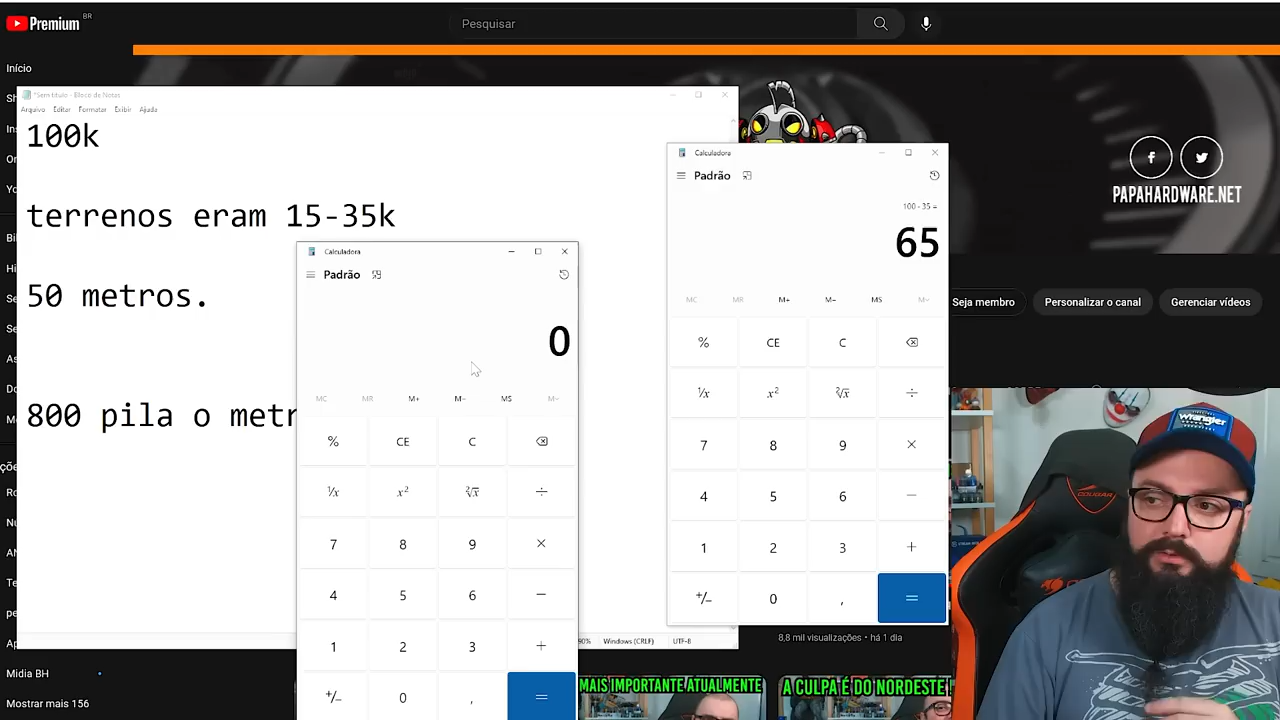 Premium BR
Pesquisar
Início
*Sem título - Bloco de Notas
Arquivo Editar Formatar Exibir Ajuda
100k
terrenos eram 15-35k
50 metros.
800 pila o metr
90% Windows (CRLF) UTF-8
Calculadora
Padrão
0
MC MR M+ M- MS M˅
% CE C
¹/x x² ²√x ÷
7 8 9 ×
4 5 6 −
1 2 3 +
+/− 0 , =
Calculadora
Padrão
100 - 35 =
65
MC MR M+ M- MS M˅
% CE C
¹/x x² ²√x ÷
7 8 9 ×
4 5 6 −
1 2 3 +
+/− 0 , =
PAPAHARDWARE.NET
Seja membro
Personalizar o canal
Gerenciar vídeos
Wrangler
COUGAR
8,8 mil visualizações • há 1 dia
Midia BH
Mostrar mais 156
MAIS IMPORTANTE ATUALMENTE
A CULPA É DO NORDESTE